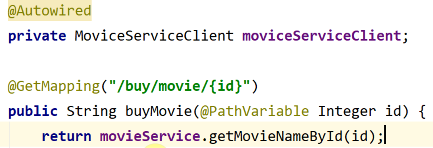 @Autowired
private MoviceServiceClient moviceServiceClient;
@GetMapping("/buy/movie/{id}")
public String buyMovie(@PathVariable Integer id) {
return movieService.getMovieNameById(id);